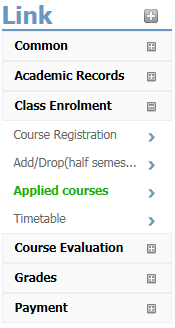 Link
Common
Academic Records
Class Enrolment
Course Registration
Add/Drop(half semes...
Applied courses
Timetable
Course Evaluation
Grades
Payment